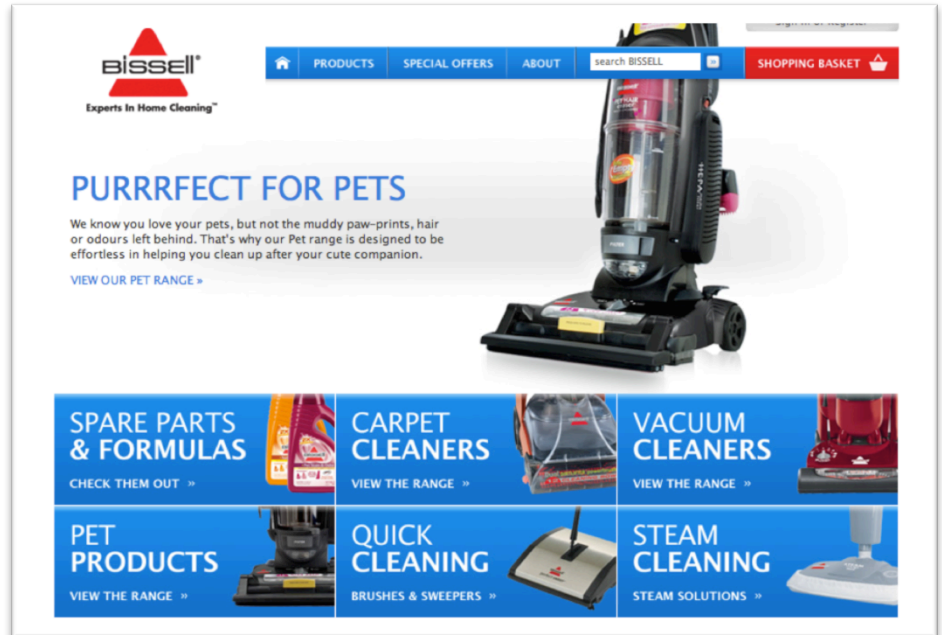 Sign in or Register
BISSELL®
Experts In Home Cleaning™
PRODUCTS
SPECIAL OFFERS
ABOUT
search BISSELL
»
SHOPPING BASKET
PURRRFECT FOR PETS
We know you love your pets, but not the muddy paw-prints, hair
or odours left behind. That's why our Pet range is designed to be
effortless in helping you clean up after your cute companion.
VIEW OUR PET RANGE »
SPARE PARTS
& FORMULAS
CHECK THEM OUT »
CARPET
CLEANERS
VIEW THE RANGE »
VACUUM
CLEANERS
VIEW THE RANGE »
PET
PRODUCTS
VIEW THE RANGE »
QUICK
CLEANING
BRUSHES & SWEEPERS »
STEAM
CLEANING
STEAM SOLUTIONS »